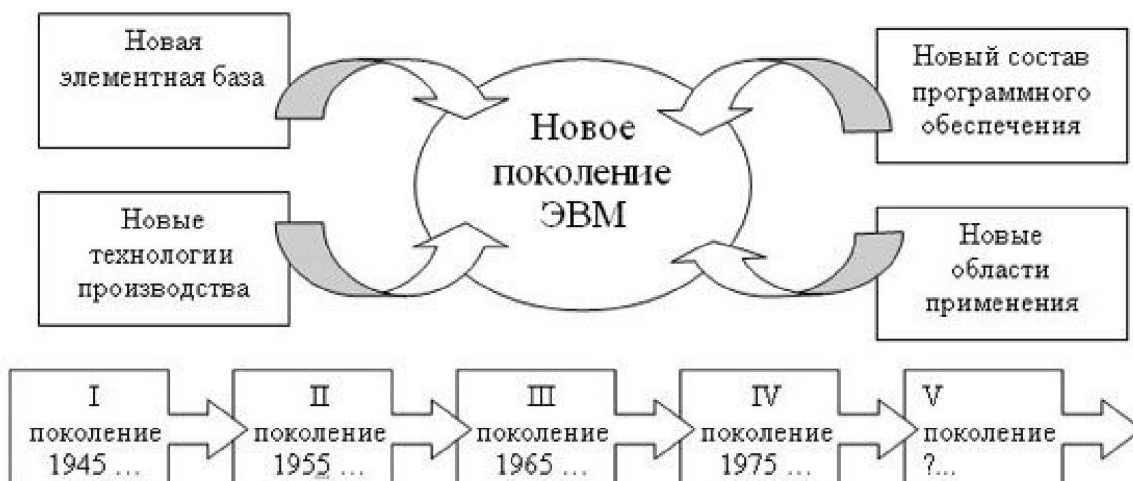 Новая
элементная база
Новый состав
программного
обеспечения
Новое
поколение
ЭВМ
Новые
технологии
производства
Новые
области
применения
I
поколение
1945 ...
II
поколение
1955 ...
III
поколение
1965 ...
IV
поколение
1975 ...
V
поколение
?...